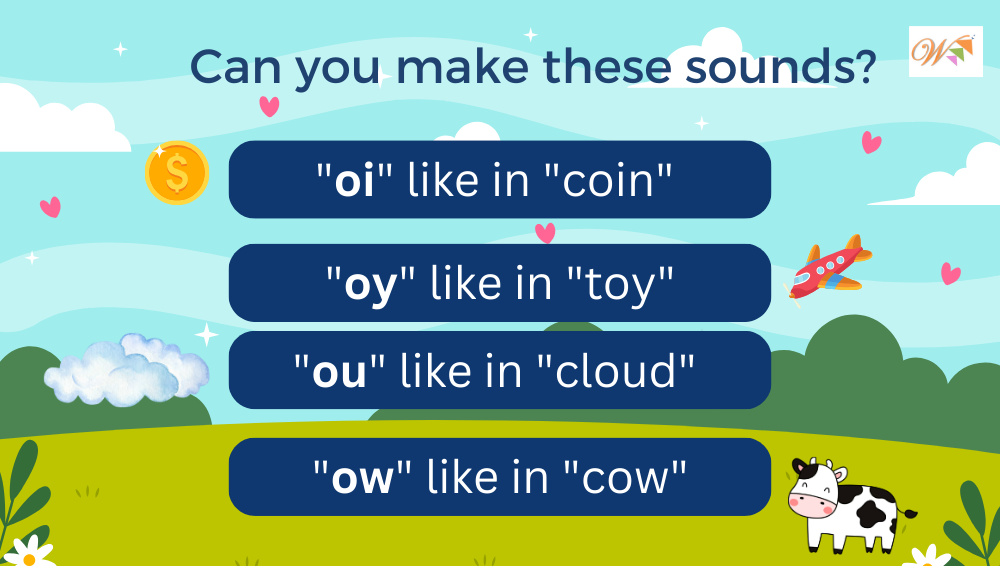 Can you make these sounds?
W
$
"oi" like in "coin"
"oy" like in "toy"
"ou" like in "cloud"
"ow" like in "cow"